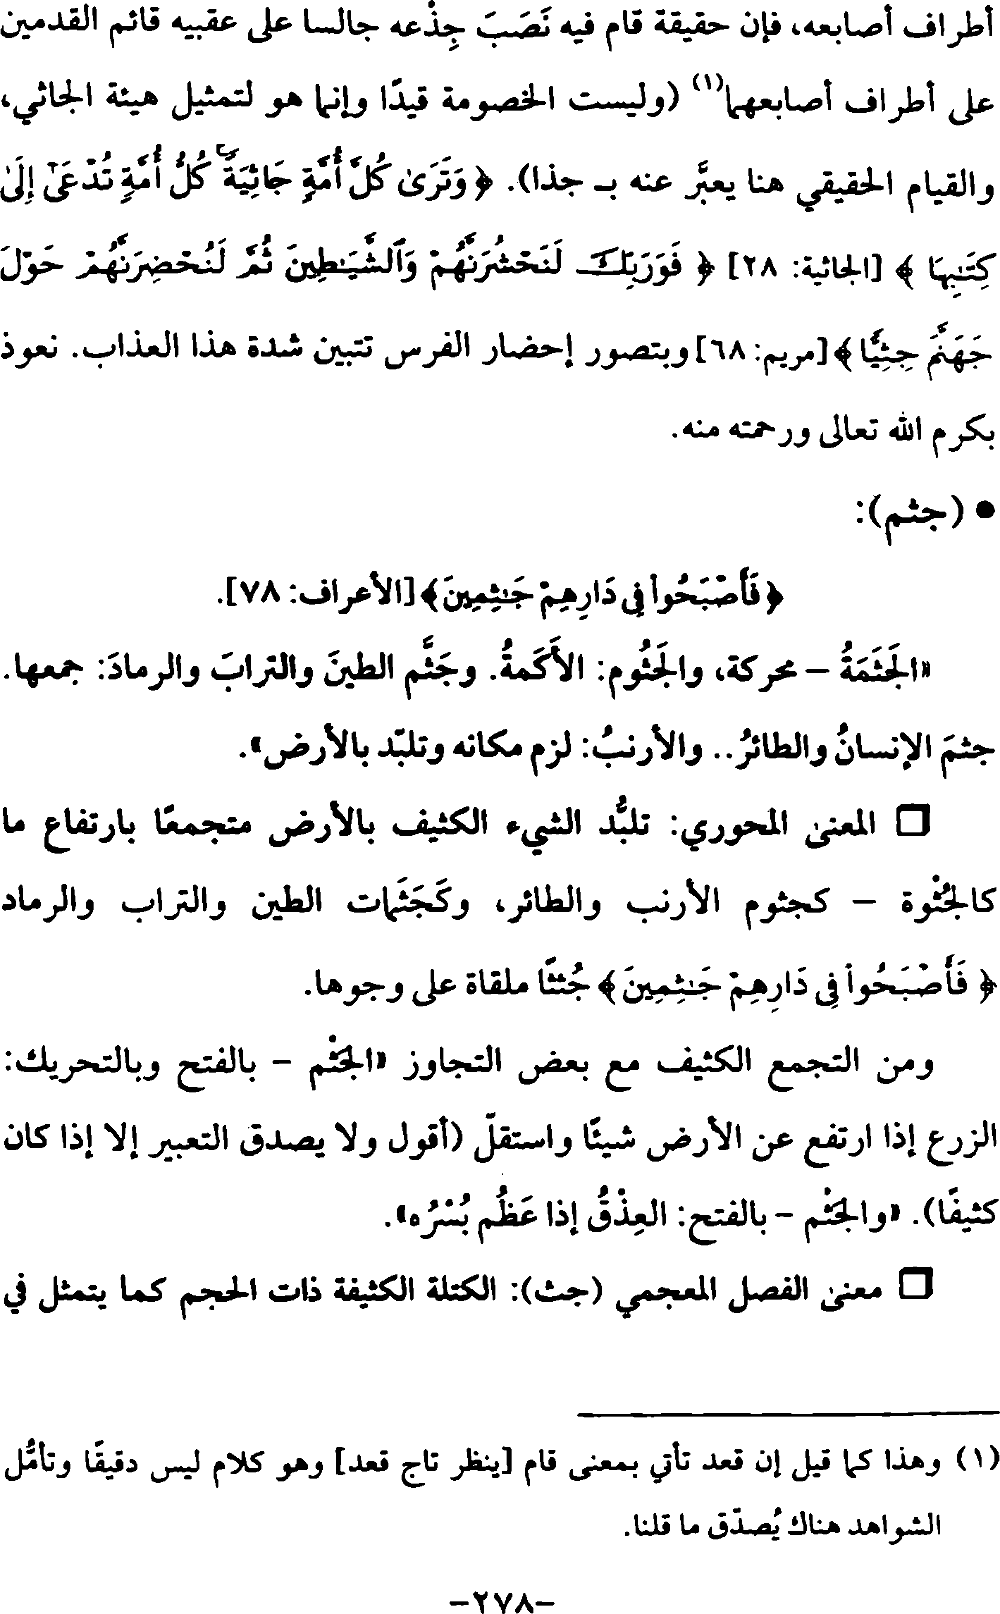 أطراف أصابعه، فإن حقيقة قام فيه نَصَبَ جِذْعه جالسا على عقبيه قائم القدمين
على أطراف أصابعهما(١) (وليست الخصومة قيدًا وإنما هو لتمثيل هيئة الجاثي،
والقيام الحقيقي هنا يعبَّر عنه بـ جذا). ﴿ وَتَرَىٰ كُلَّ أُمَّةٍ جَاثِيَةً ۚ كُلُّ أُمَّةٍ تُدْعَىٰٓ إِلَىٰ
كِتَـٰبِهَا ﴾ [الجاثية: ٢٨] ﴿ فَوَرَبِّكَ لَنَحْشُرَنَّهُمْ وَٱلشَّيَـٰطِينَ ثُمَّ لَنُحْضِرَنَّهُمْ حَوْلَ
جَهَنَّمَ جِثِيًّا ﴾ [مريم: ٦٨] وبتصور إحضار الفرس تتبين شدة هذا العذاب. نعوذ
بكرم الله تعالى ورحمته منه.
● (جثم):
﴿ فَأَصْبَحُوا۟ فِى دَارِهِمْ جَـٰثِمِينَ ﴾ [الأعراف: ٧٨].
«الجَثَمَةُ – محركة، والجَثُوم: الأَكَمةُ. وجَثَّم الطينَ والترابَ والرمادَ: جمعها.
جثمَ الإنسانُ والطائرُ.. والأرنبُ: لزم مكانه وتلبّد بالأرض».
❒ المعنى المحوري: تلبُّد الشيء الكثيف بالأرض متجمعًا بارتفاع ما
كالجُثْوة – كجثوم الأرنب والطائر، وكَجَثَمات الطين والتراب والرماد
﴿ فَأَصْبَحُوا۟ فِى دَارِهِمْ جَـٰثِمِينَ ﴾ جُثثًا ملقاة على وجوها.
ومن التجمع الكثيف مع بعض التجاوز «الجَثْم – بالفتح وبالتحريك:
الزرع إذا ارتفع عن الأرض شيئًا واستقلّ (أقول ولا يصدق التعبير إلا إذا كان
كثيفًا). «والجَثْم – بالفتح: العِذْقُ إذا عَظُم بُسْرُه».
❒ معنى الفصل المعجمي (جث): الكتلة الكثيفة ذات الحجم كما يتمثل في
(١) وهذا كما قيل إن قعد تأتي بمعنى قام [ينظر تاج قعد] وهو كلام ليس دقيقًا وتأمُّل
الشواهد هناك يُصدّق ما قلنا.
-٢٧٨-